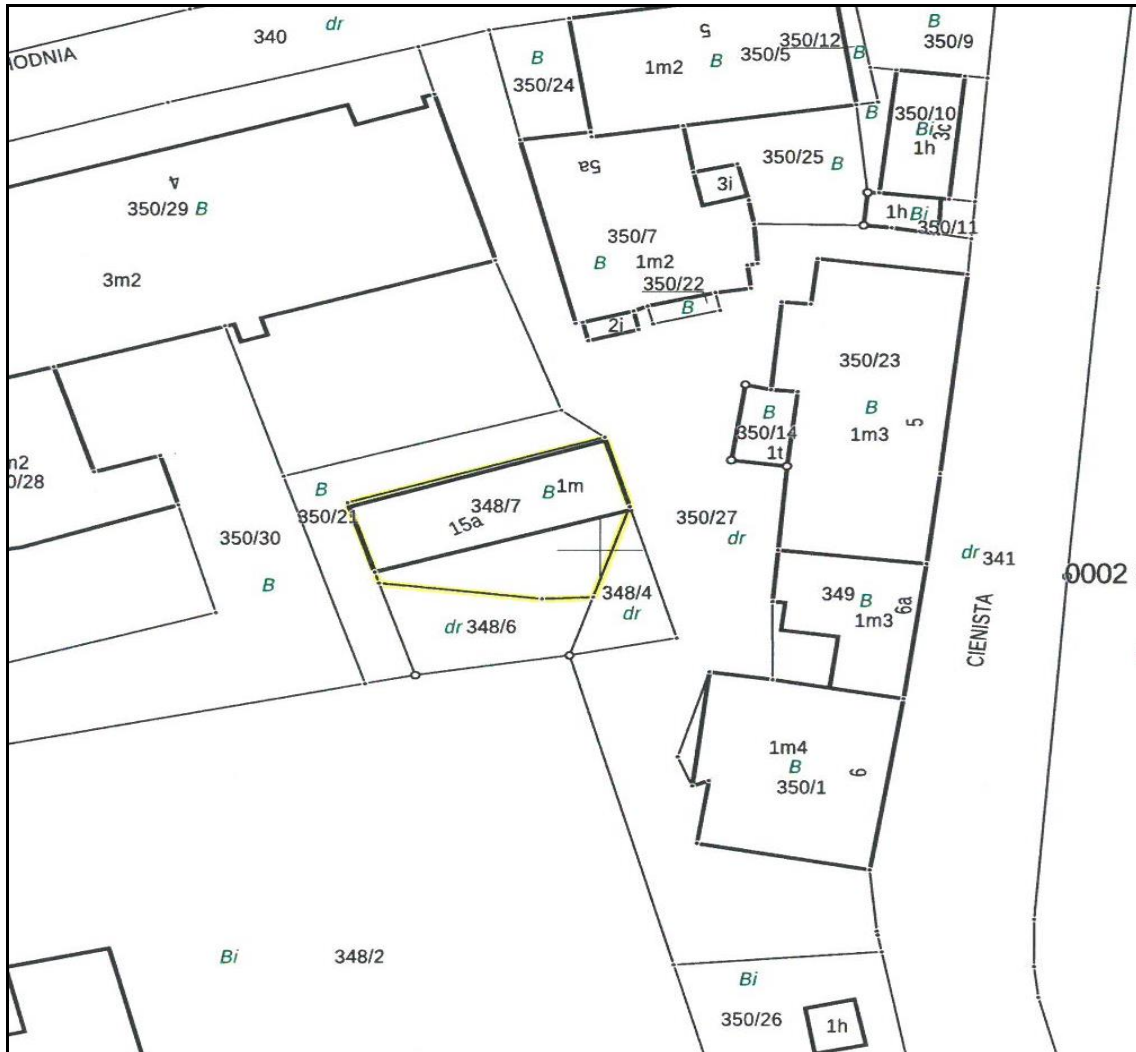 340
dr
B
350/24
5
1m2
B
350/5
350/12
B
B
350/9
B
350/10
Bi
3c
1h
350/25
B
5a
3i
1h
Bi
350/11
4
350/29
B
3m2
350/7
1m2
B
350/22
B
2i
350/23
B
1m3
5
B
350/14
1t
B
1m
348/7
15a
B
350/21
350/30
B
350/27
dr
dr
341
0002
348/4
dr
dr
348/6
349
B
1m3
6a
CIENISTA
1m4
B
350/1
6
Bi
348/2
Bi
350/26
1h